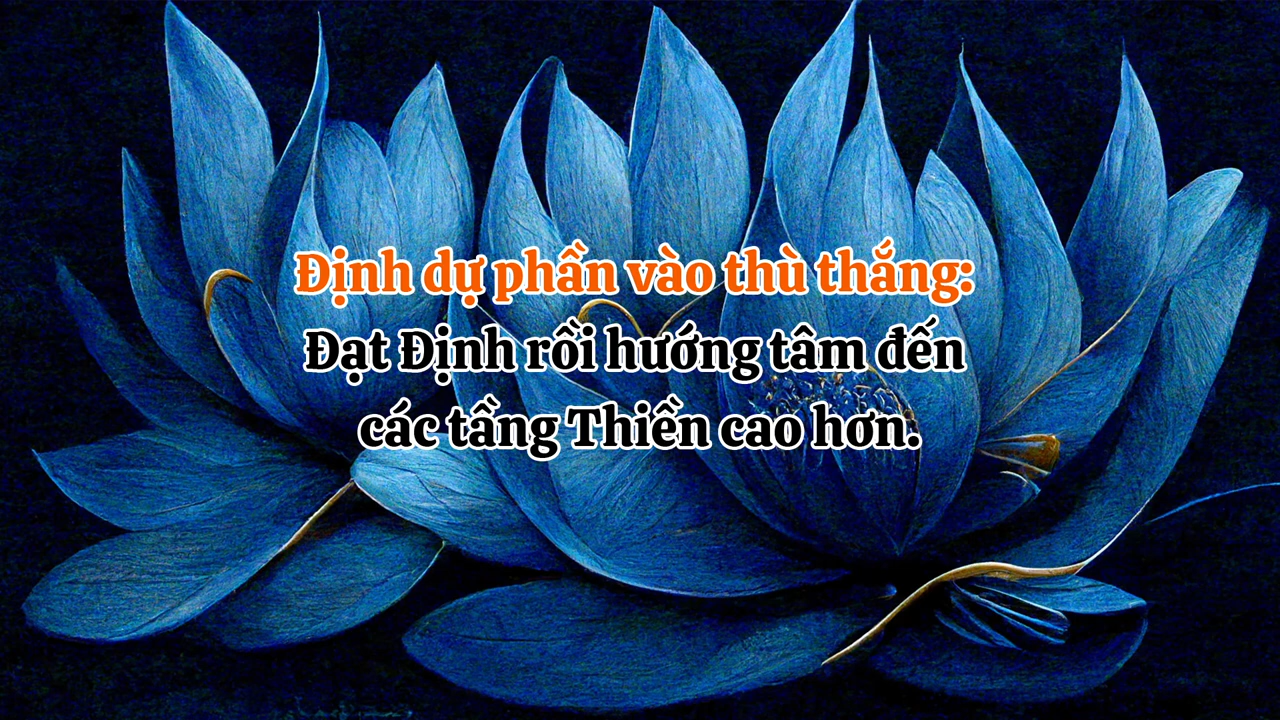 Định dự phần vào thù thắng:
Đạt Định rồi hướng tâm đến
các tầng Thiền cao hơn.